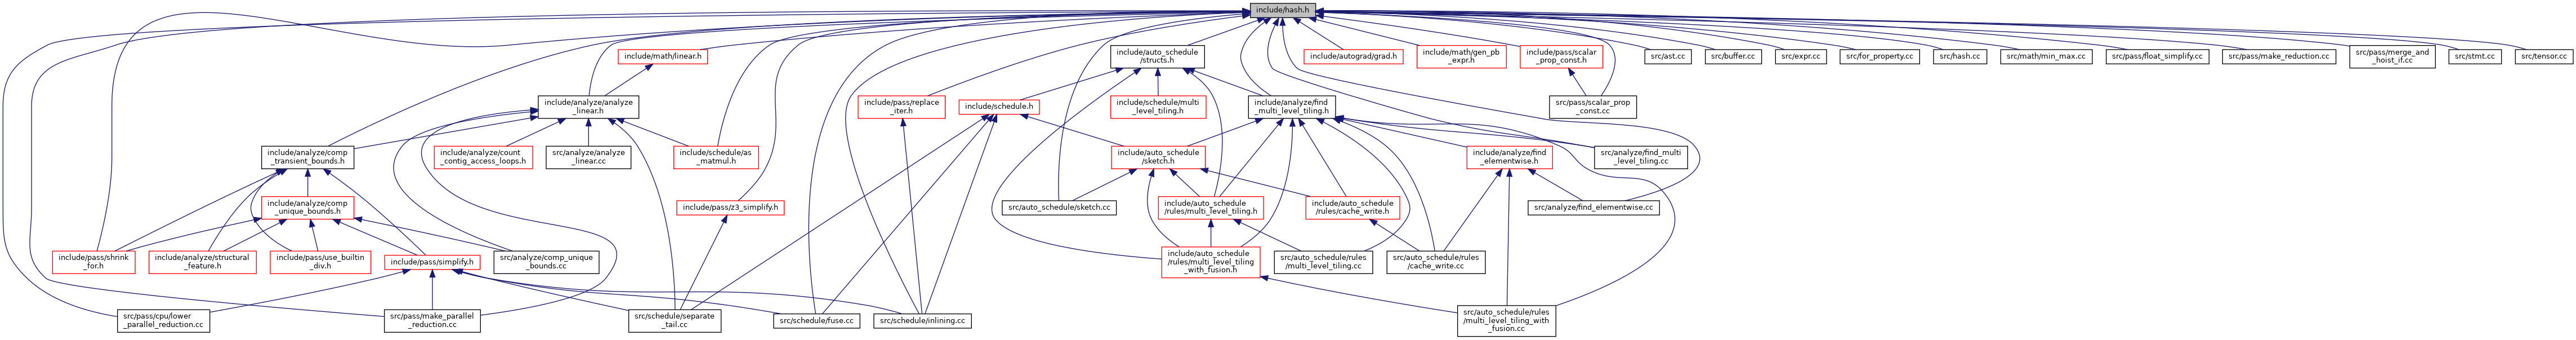 include/hash.h
include/math/linear.h
include/auto_schedule
/structs.h
include/autograd/grad.h
include/math/gen_pb
_expr.h
include/pass/scalar
_prop_const.h
src/ast.cc
src/buffer.cc
src/expr.cc
src/for_property.cc
src/hash.cc
src/math/min_max.cc
src/pass/float_simplify.cc
src/pass/make_reduction.cc
src/pass/merge_and
_hoist_if.cc
src/stmt.cc
src/tensor.cc
include/analyze/analyze
_linear.h
include/pass/replace
_iter.h
include/schedule.h
include/schedule/multi
_level_tiling.h
include/analyze/find
_multi_level_tiling.h
src/pass/scalar_prop
_const.cc
include/analyze/comp
_transient_bounds.h
include/analyze/count
_contig_access_loops.h
src/analyze/analyze
_linear.cc
include/schedule/as
_matmul.h
include/auto_schedule
/sketch.h
include/analyze/find
_elementwise.h
src/analyze/find_multi
_level_tiling.cc
include/analyze/comp
_unique_bounds.h
include/pass/z3_simplify.h
src/auto_schedule/sketch.cc
include/auto_schedule
/rules/multi_level_tiling.h
include/auto_schedule
/rules/cache_write.h
src/analyze/find_elementwise.cc
include/pass/shrink
_for.h
include/analyze/structural
_feature.h
include/pass/use_builtin
_div.h
include/pass/simplify.h
src/analyze/comp_unique
_bounds.cc
include/auto_schedule
/rules/multi_level_tiling
_with_fusion.h
src/auto_schedule/rules
/multi_level_tiling.cc
src/auto_schedule/rules
/cache_write.cc
src/pass/cpu/lower
_parallel_reduction.cc
src/pass/make_parallel
_reduction.cc
src/schedule/separate
_tail.cc
src/schedule/fuse.cc
src/schedule/inlining.cc
src/auto_schedule/rules
/multi_level_tiling_with
_fusion.cc